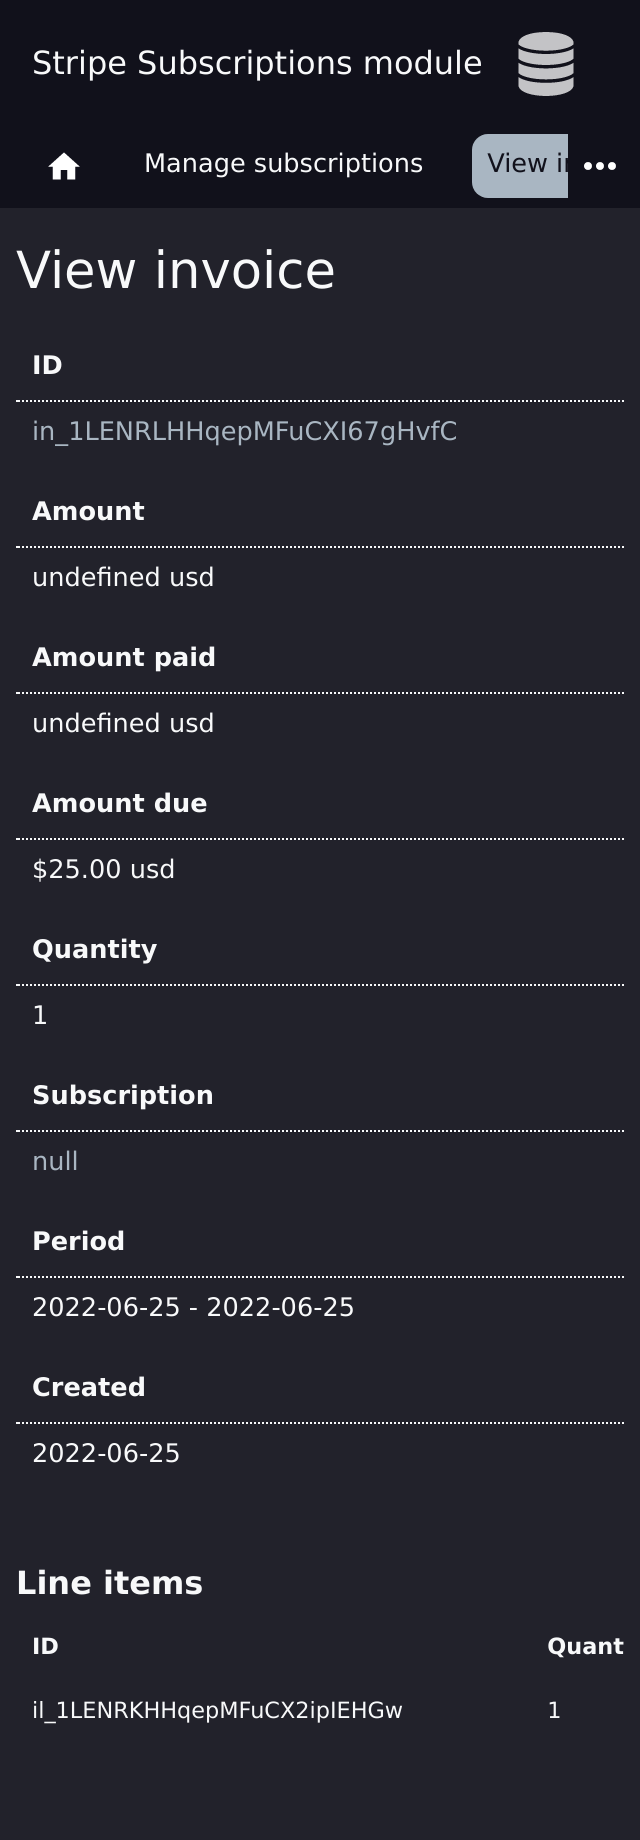 Stripe Subscriptions module
Manage subscriptions
View in
View invoice
ID
in_1LENRLHHqepMFuCXI67gHvfC
Amount
undefined usd
Amount paid
undefined usd
Amount due
$25.00 usd
Quantity
1
Subscription
null
Period
2022-06-25 - 2022-06-25
Created
2022-06-25
Line items
ID Quant
il_1LENRKHHqepMFuCX2ipIEHGw 1